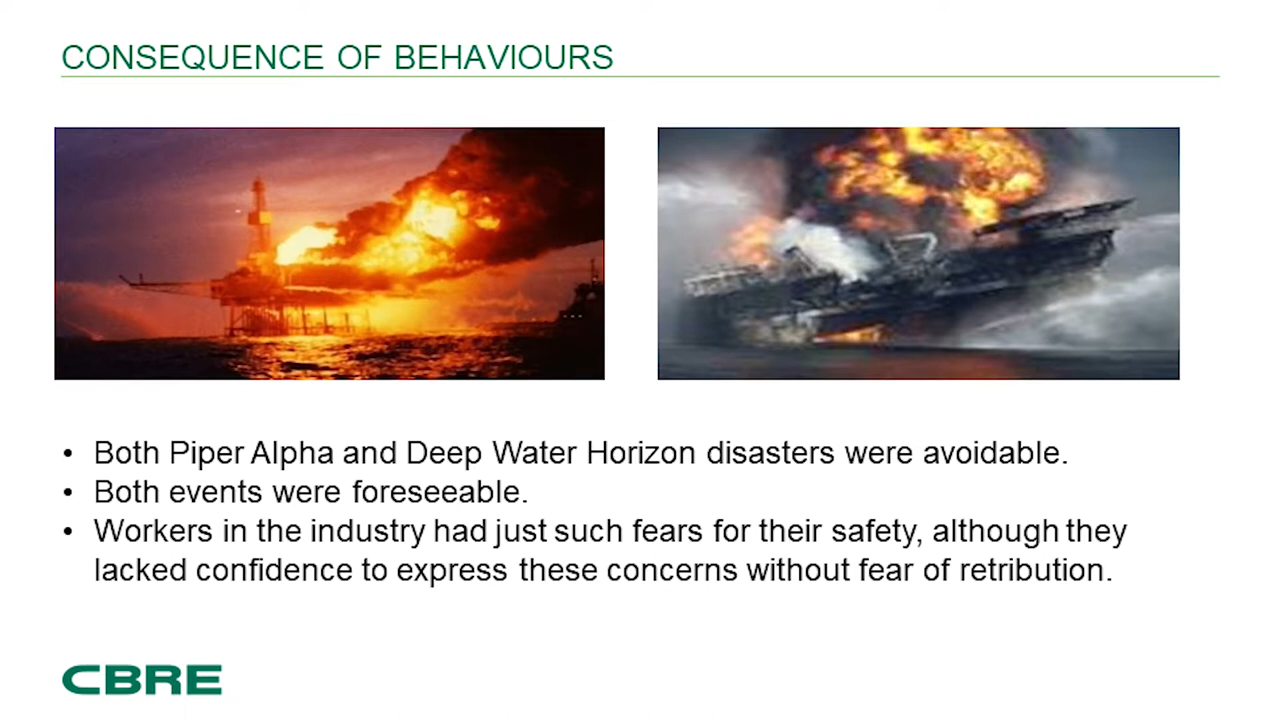 CONSEQUENCE OF BEHAVIOURS
• Both Piper Alpha and Deep Water Horizon disasters were avoidable.
• Both events were foreseeable.
• Workers in the industry had just such fears for their safety, although they
lacked confidence to express these concerns without fear of retribution.
CBRE